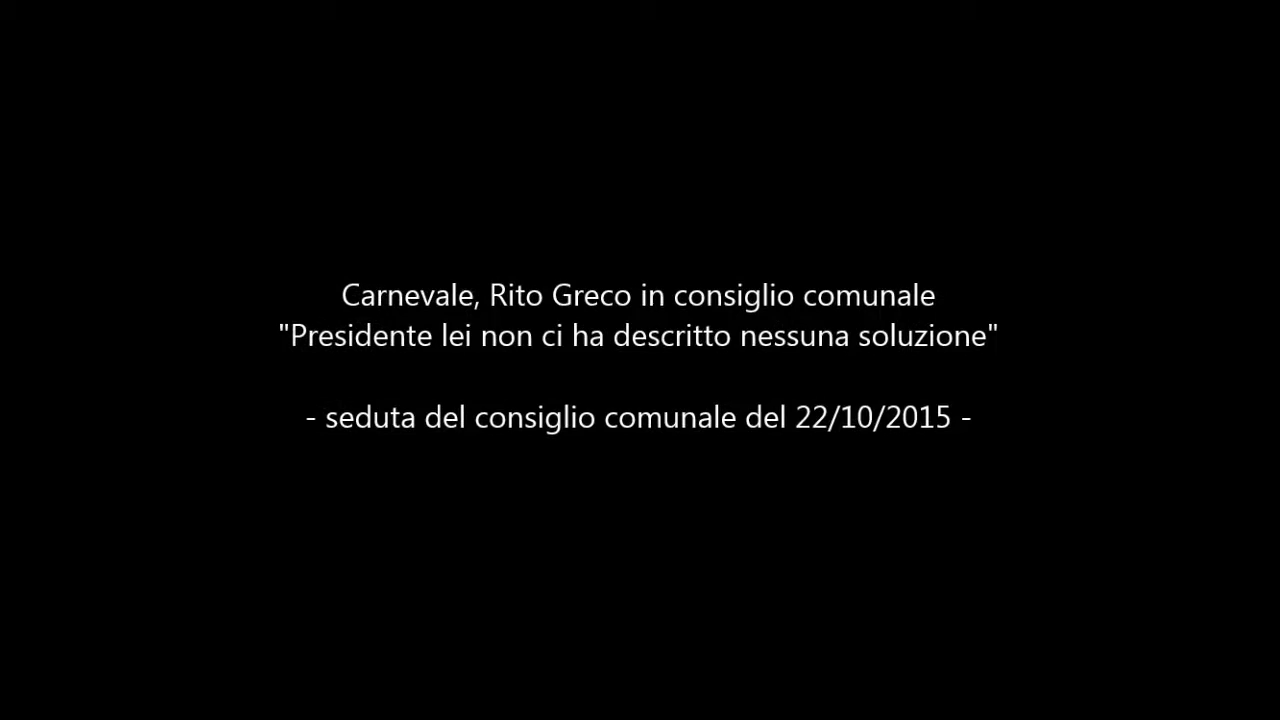 Carnevale, Rito Greco in consiglio comunale
"Presidente lei non ci ha descritto nessuna soluzione"
- seduta del consiglio comunale del 22/10/2015 -